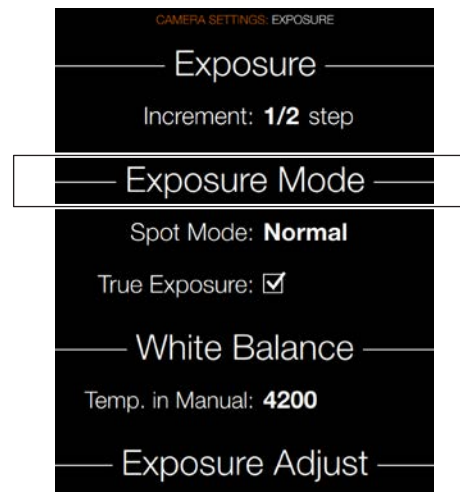 CAMERA SETTINGS: EXPOSURE
Exposure
Increment: 1/2 step
Exposure Mode
Spot Mode: Normal
True Exposure: ☑
White Balance
Temp. in Manual: 4200
Exposure Adjust